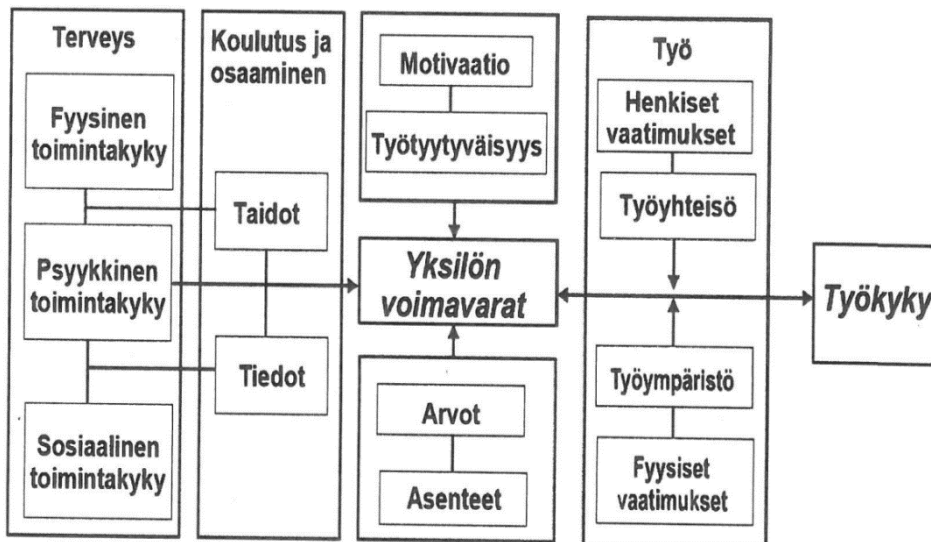 Terveys
Fyysinen
toimintakyky
Psyykkinen
toimintakyky
Sosiaalinen
toimintakyky
Koulutus ja
osaaminen
Taidot
Tiedot
Motivaatio
Työtyytyväisyys
Yksilön
voimavarat
Arvot
Asenteet
Työ
Henkiset
vaatimukset
Työyhteisö
Työympäristö
Fyysiset
vaatimukset
Työkyky